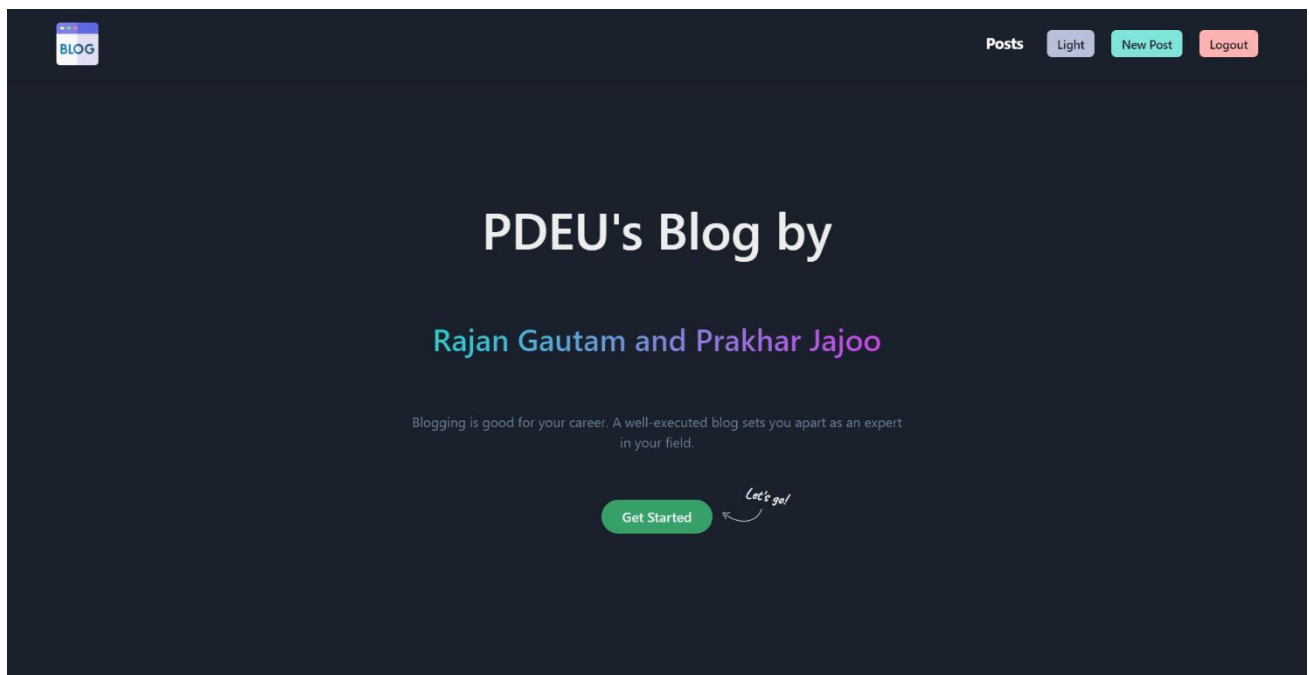 BLOG
Posts Light New Post Logout
PDEU's Blog by
Rajan Gautam and Prakhar Jajoo
Blogging is good for your career. A well-executed blog sets you apart as an expert
in your field.
Let's go!
Get Started